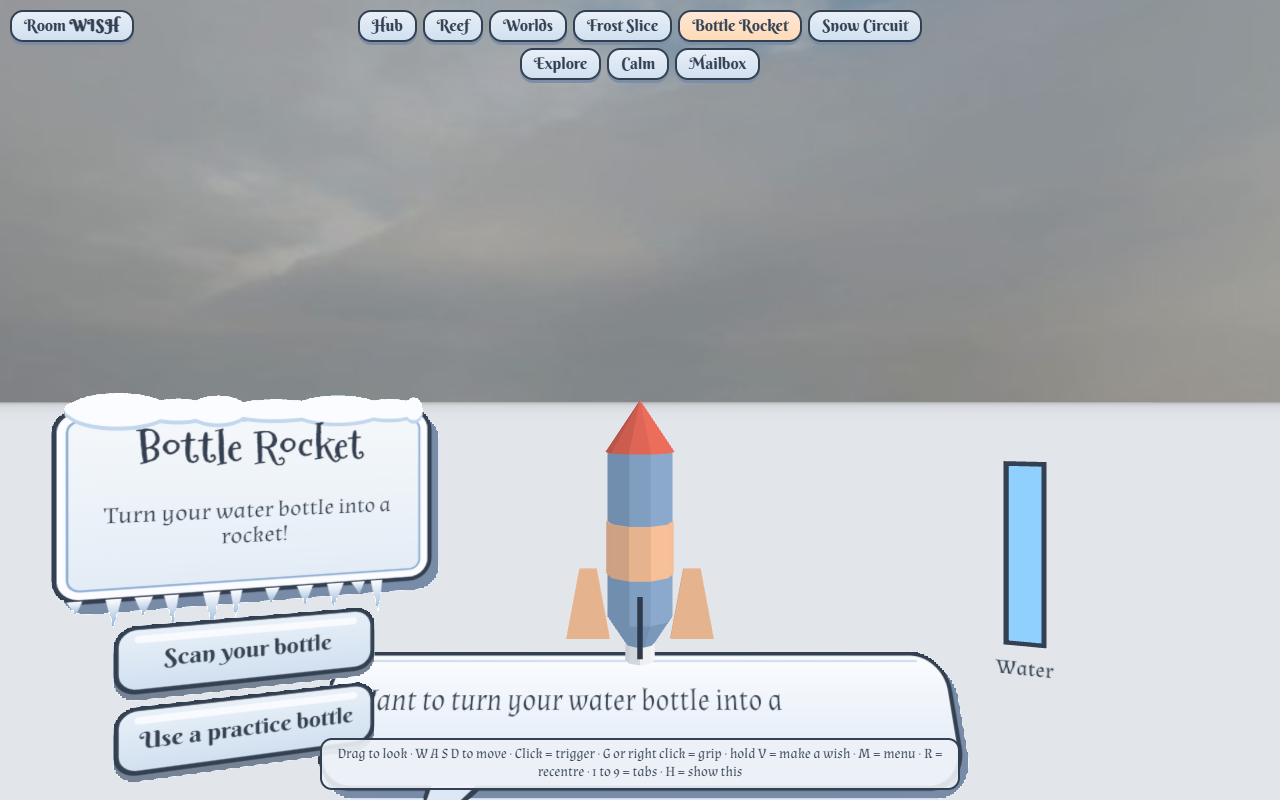 Room WISH
Hub
Reef
Worlds
Frost Slice
Bottle Rocket
Snow Circuit
Explore
Calm
Mailbox
Bottle Rocket
Turn your water bottle into a
rocket!
Scan your bottle
Use a practice bottle
Water
to turn your water bottle into a
Drag to look · W A S D to move · Click = trigger · G or right click = grip · hold V = make a wish · M = menu · R =
recentre · 1 to 9 = tabs · H = show this